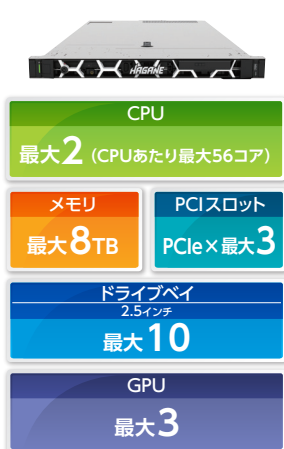 HAGANE
CPU
最大2（CPUあたり最大56コア）
メモリ
最大8TB
PCIスロット
PCIe×最大3
ドライブベイ
2.5インチ
最大10
GPU
最大3